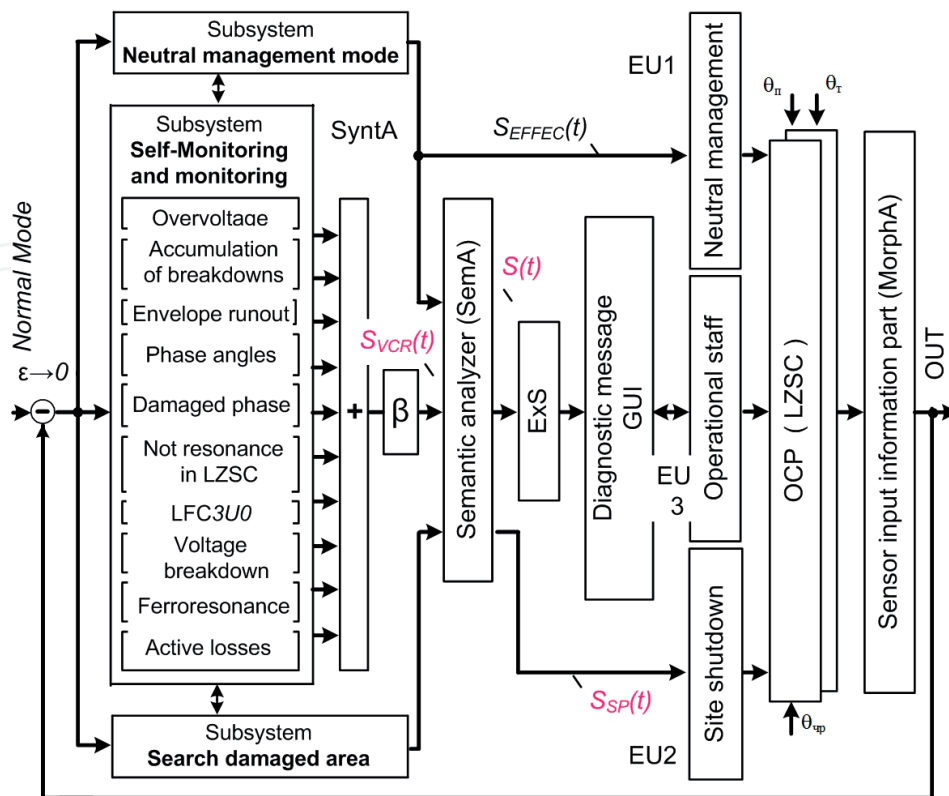 Subsystem
Neutral management mode
Subsystem
Self-Monitoring
and monitoring
Overvoltage
Accumulation
of breakdowns
Envelope runout
Phase angles
Damaged phase
Not resonance
in LZSC
LFC3U0
Voltage
breakdown
Ferroresonance
Active losses
Subsystem
Search damaged area
Normal Mode
ε→0
-
SyntA
+
β
S_VCR(t)
Semantic analyzer (SemA)
S_EFFEC(t)
S(t)
ExS
S_SP(t)
Diagnostic message
GUI
EU1
Neutral management
EU
3
Operational staff
EU2
Site shutdown
θп
θт
OCP ( LZSC)
θчр
Sensor input information part (MorphA)
OUT